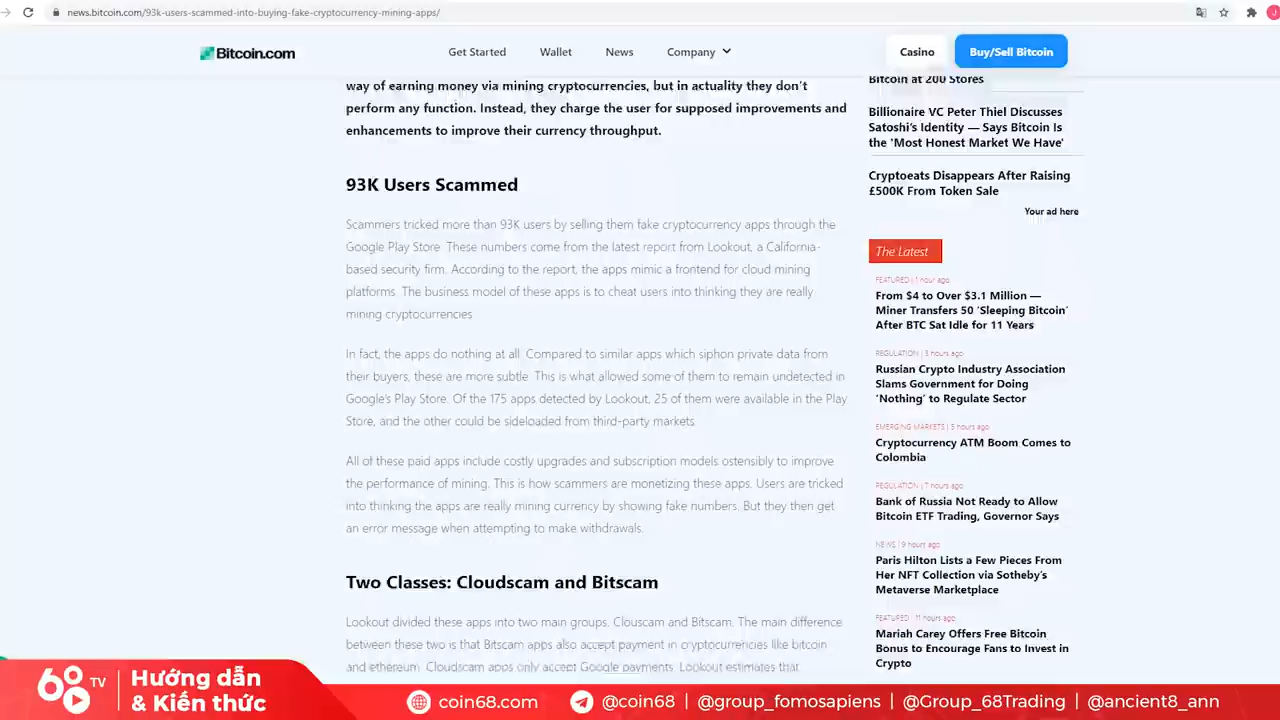 news.bitcoin.com/93k-users-scammed-into-buying-fake-cryptocurrency-mining-apps/
Bitcoin.com
Get Started
Wallet
News
Company
Casino
Buy/Sell Bitcoin
way of earning money via mining cryptocurrencies, but in actuality they don't
perform any function. Instead, they charge the user for supposed improvements and
enhancements to improve their currency throughput.
93K Users Scammed
Scammers tricked more than 93K users by selling them fake cryptocurrency apps through the
Google Play Store. These numbers come from the latest report from Lookout, a California-
based security firm. According to the report, the apps mimic a frontend for cloud mining
platforms. The business model of these apps is to cheat users into thinking they are really
mining cryptocurrencies.
In fact, the apps do nothing at all. Compared to similar apps which siphon private data from
their buyers, these are more subtle. This is what allowed some of them to remain undetected in
Google's Play Store. Of the 175 apps detected by Lookout, 25 of them were available in the Play
Store, and the other could be sideloaded from third-party markets.
All of these paid apps include costly upgrades and subscription models ostensibly to improve
the performance of mining. This is how scammers are monetizing these apps. Users are tricked
into thinking the apps are really mining currency by showing fake numbers. But they then get
an error message when attempting to make withdrawals.
Two Classes: Cloudscam and Bitscam
Lookout divided these apps into two main groups. Clouscam and Bitscam. The main difference
between these two is that Bitscam apps also accept payment in cryptocurrencies like bitcoin
and ethereum. Cloudscam apps only accept Google payments. Lookout estimates that
Bitcoin at 200 Stores
Billionaire VC Peter Thiel Discusses
Satoshi's Identity — Says Bitcoin Is
the 'Most Honest Market We Have'
Cryptoeats Disappears After Raising
£500K From Token Sale
Your ad here
The Latest
FEATURED | 1 hour ago
From $4 to Over $3.1 Million —
Miner Transfers 50 'Sleeping Bitcoin'
After BTC Sat Idle for 11 Years
REGULATION | 3 hours ago
Russian Crypto Industry Association
Slams Government for Doing
'Nothing' to Regulate Sector
EMERGING MARKETS | 5 hours ago
Cryptocurrency ATM Boom Comes to
Colombia
REGULATION | 7 hours ago
Bank of Russia Not Ready to Allow
Bitcoin ETF Trading, Governor Says
NEWS | 9 hours ago
Paris Hilton Lists a Few Pieces From
Her NFT Collection via Sotheby's
Metaverse Marketplace
FEATURED | 11 hours ago
Mariah Carey Offers Free Bitcoin
Bonus to Encourage Fans to Invest in
Crypto
68 TV
Hướng dẫn
& Kiến thức
coin68.com
@coin68 | @group_fomosapiens | @Group_68Trading | @ancient8_ann